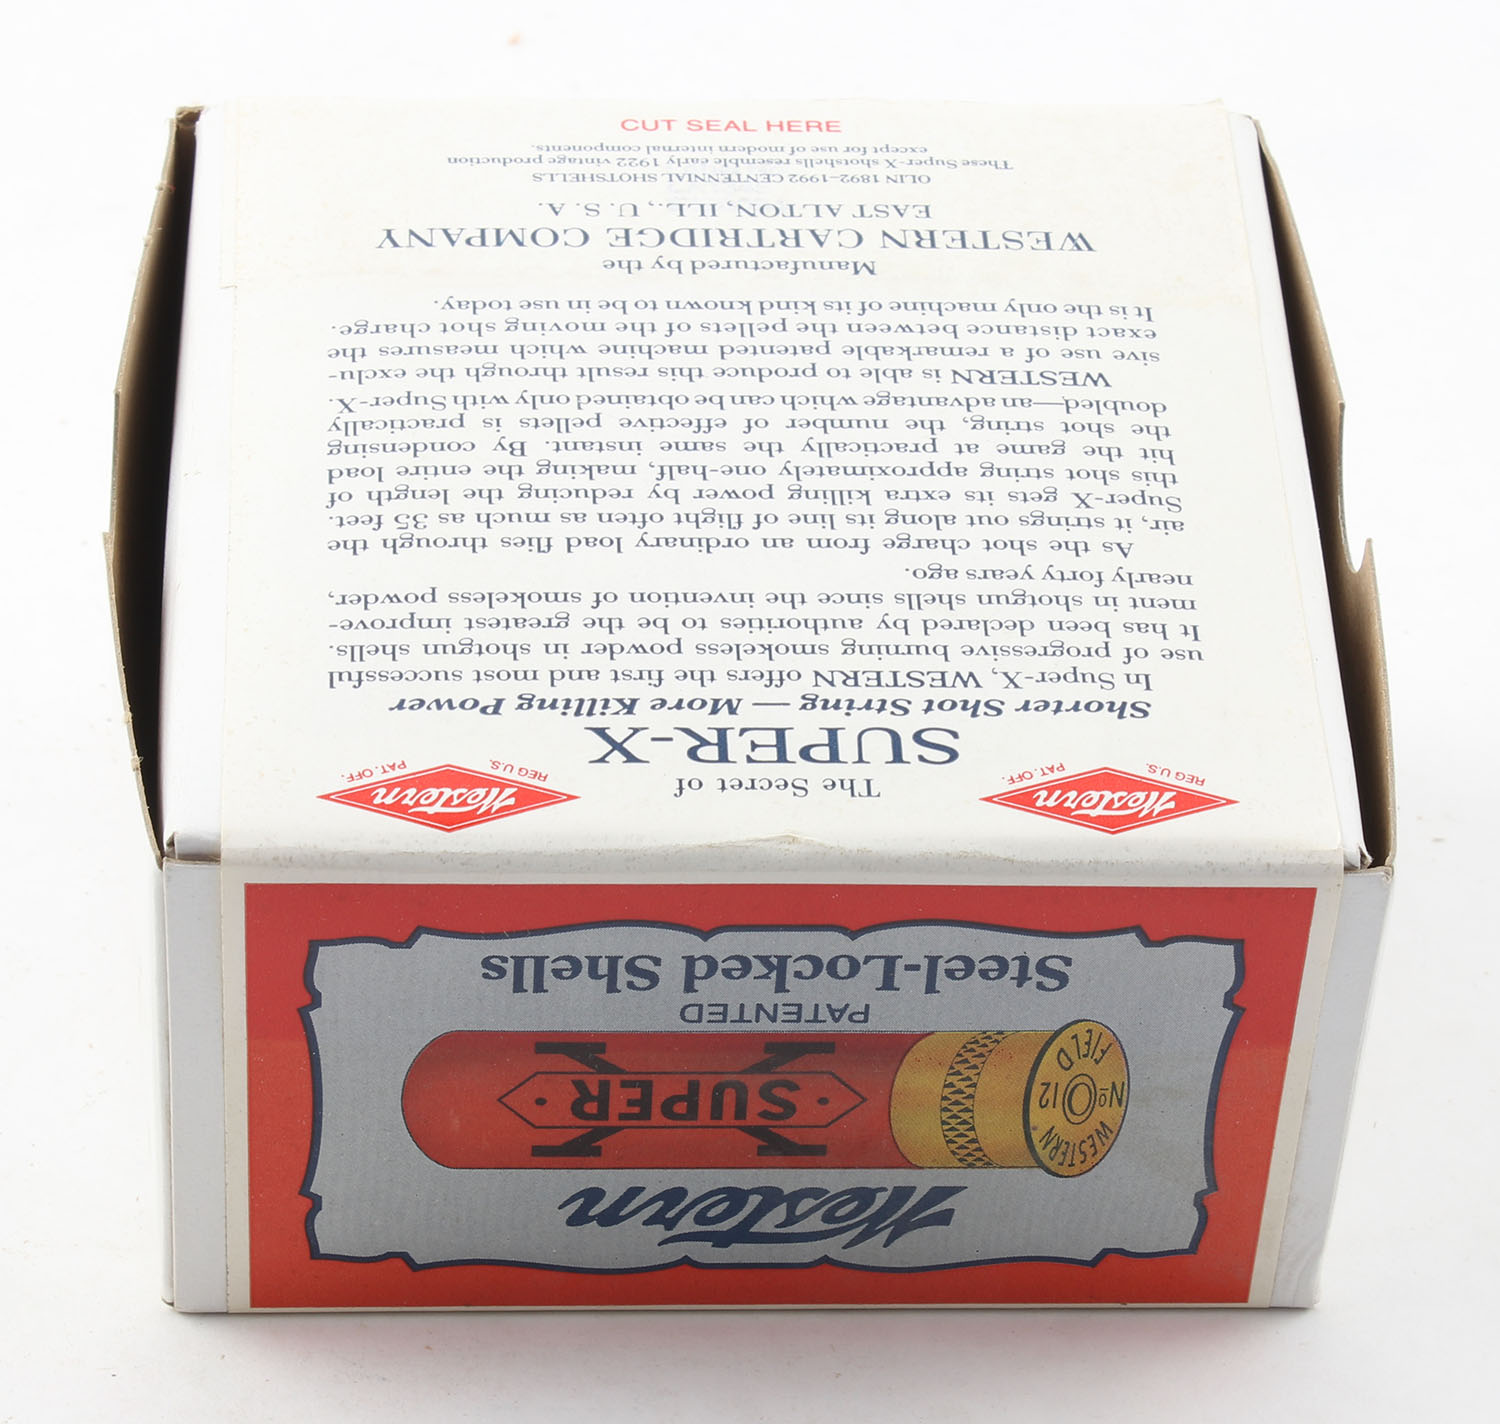 Western
SUPER X
WESTERN
No 12
FIELD
PATENTED
Steel-Locked Shells
Western
REG U.S. PAT. OFF.
Western
REG U.S. PAT. OFF.
The Secret of
SUPER-X
Shorter Shot String — More Killing Power
In Super-X, WESTERN offers the first and most successful
use of progressive burning smokeless powder in shotgun shells.
It has been declared by authorities to be the greatest improve-
ment in shotgun shells since the invention of smokeless powder,
nearly forty years ago.
As the shot charge from an ordinary load flies through the
air, it strings out along its line of flight often as much as 35 feet.
Super-X gets its extra killing power by reducing the length of
this shot string approximately one-half, making the entire load
hit the game at practically the same instant. By condensing
the shot string, the number of effective pellets is practically
doubled—an advantage which can be obtained only with Super-X.
WESTERN is able to produce this result through the exclu-
sive use of a remarkable patented machine which measures the
exact distance between the pellets of the moving shot charge.
It is the only machine of its kind known to be in use today.
Manufactured by the
WESTERN CARTRIDGE COMPANY
EAST ALTON, ILL., U. S. A.
OLIN 1892-1992 CENTENNIAL SHOTSHELLS
These Super-X shotshells resemble early 1922 vintage production
except for use of modern internal components.
CUT SEAL HERE